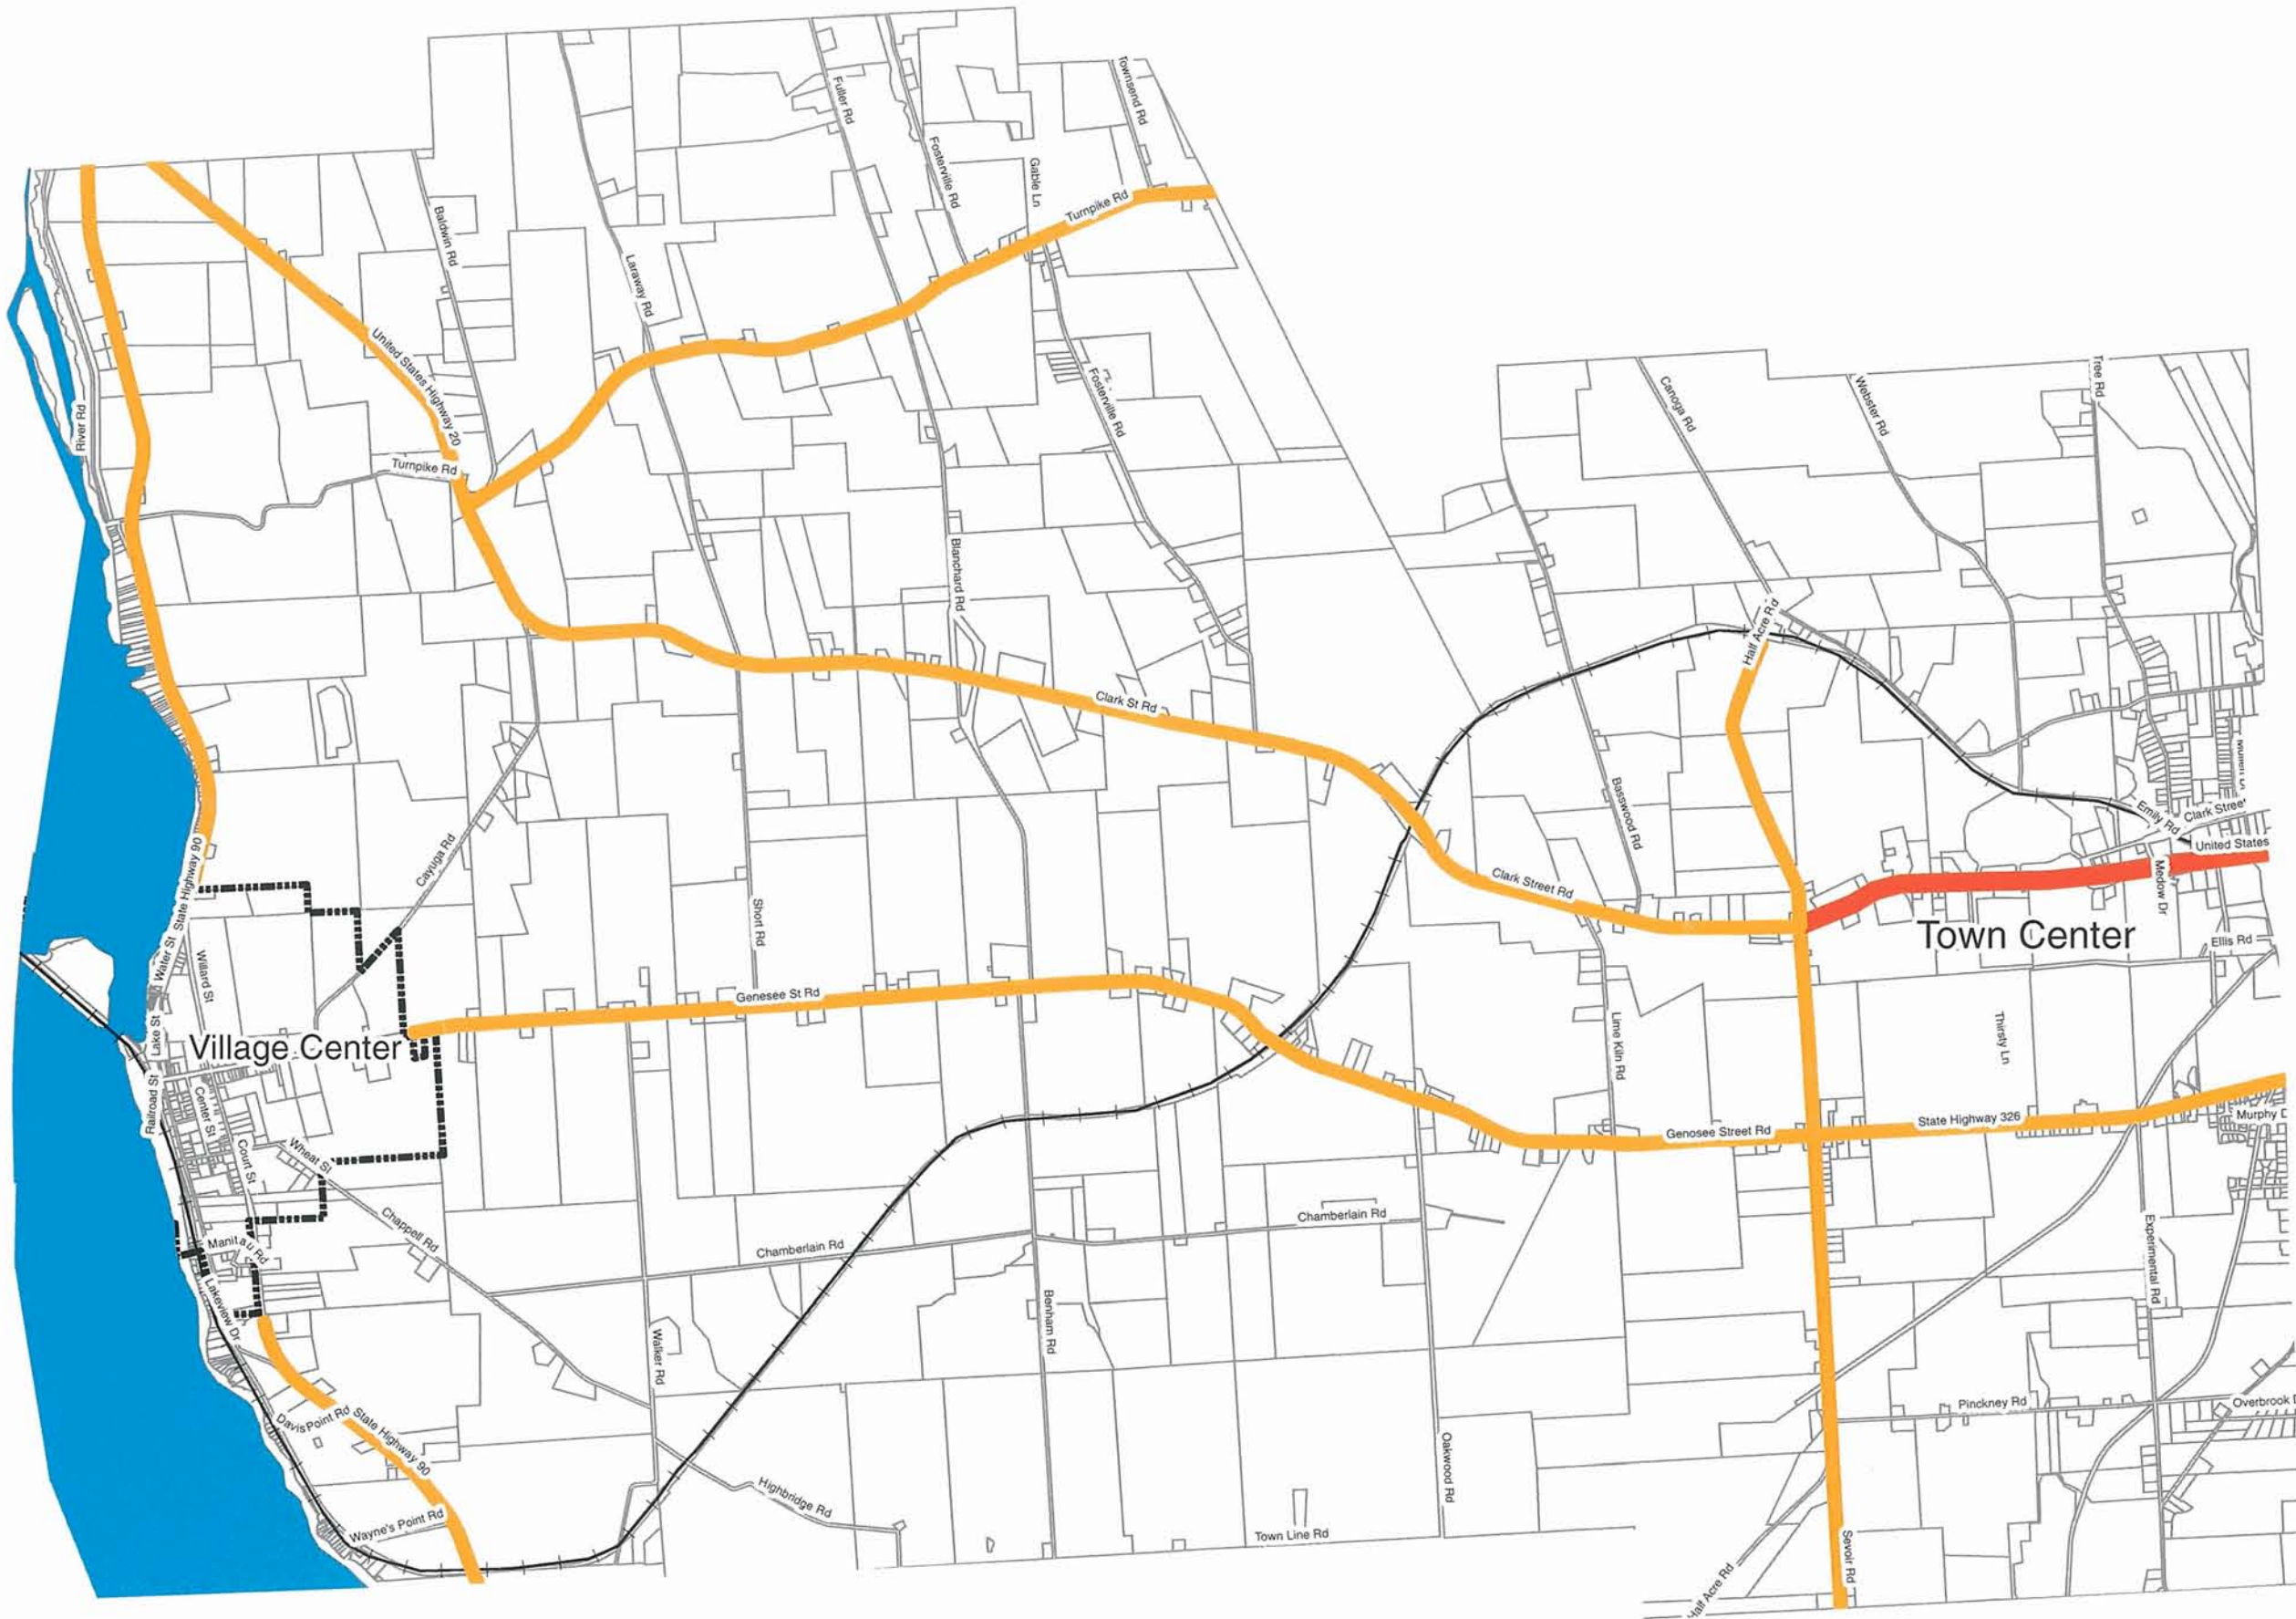 Townsend Rd
Fuller Rd
Fosterville Rd
Gable Ln
Turnpike Rd
Baldwin Rd
Laraway Rd
United States Highway 20
River Rd
Turnpike Rd
Fosterville Rd
Canoga Rd
Webster Rd
Tree Rd
Blanchard Rd
Half Acre Rd
Clark St Rd
Basswood Rd
Emily Rd
Clark Stree
United States
Medow Dr
Cayuga Rd
State Highway 90
Clark Street Rd
Short Rd
Town Center
Ellis Rd
Water St
Willard St
Genesee St Rd
Lake St
Village Center
Lime Kiln Rd
Thirsty Ln
Railroad St
Center St
Court St
Wheat St
Genosee Street Rd
State Highway 326
Murphy D
Chappell Rd
Chamberlain Rd
Chamberlain Rd
Manitau Rd
Lakeview Dr
Experimental Rd
Benham Rd
Walker Rd
Davis Point Rd
State Highway 90
Pinckney Rd
Overbrook D
Oakwood Rd
Highbridge Rd
Wayne's Point Rd
Town Line Rd
Sevoir Rd
Half Acre Rd